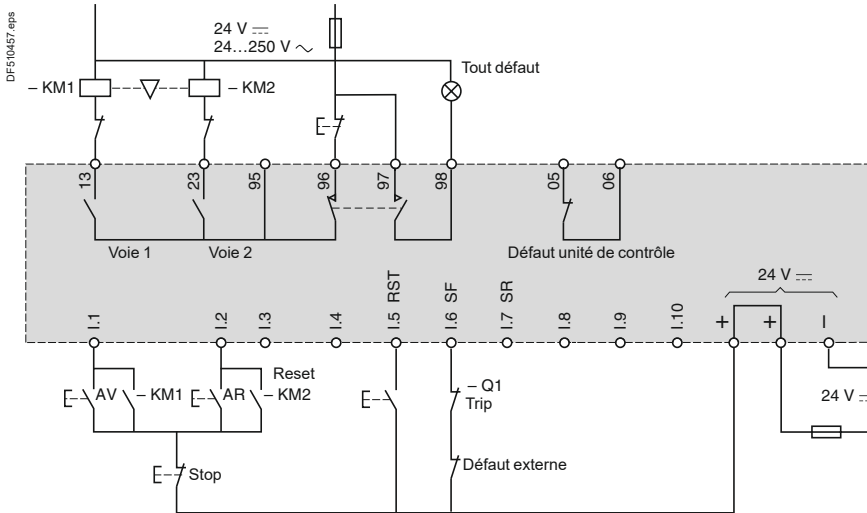 DF510457.eps
24 V ⎓
24...250 V ∼
Tout défaut
– KM1
– KM2
13
23
95
96
97
98
05
06
Voie 1
Voie 2
Défaut unité de contrôle
24 V ⎓
I.1
I.2
I.3
I.4
I.5 RST
I.6 SF
I.7 SR
I.8
I.9
I.10
+
+
I
Reset
AV
– KM1
AR
– KM2
– Q1
Trip
24 V ⎓
Stop
Défaut externe